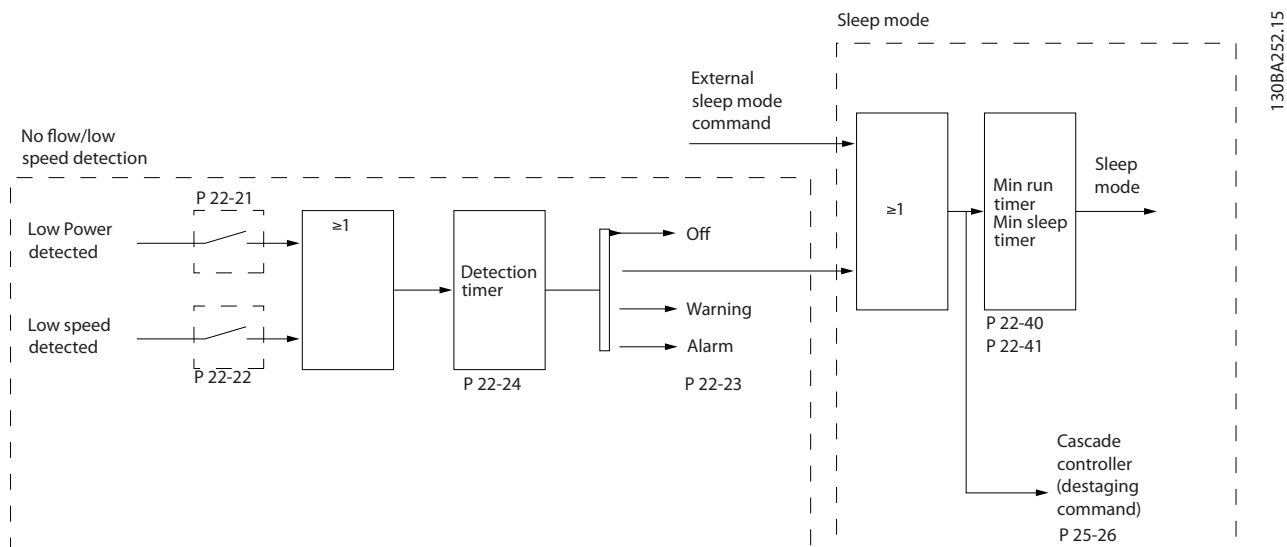 Sleep mode
130BA252.15
External
sleep mode
command
No flow/low
speed detection
P 22-21
Low Power
detected
≥1
Detection
timer
Off
Warning
Alarm
Low speed
detected
P 22-22
P 22-24
P 22-23
≥1
Min run
timer
Min sleep
timer
Sleep
mode
P 22-40
P 22-41
Cascade
controller
(destaging
command)
P 25-26